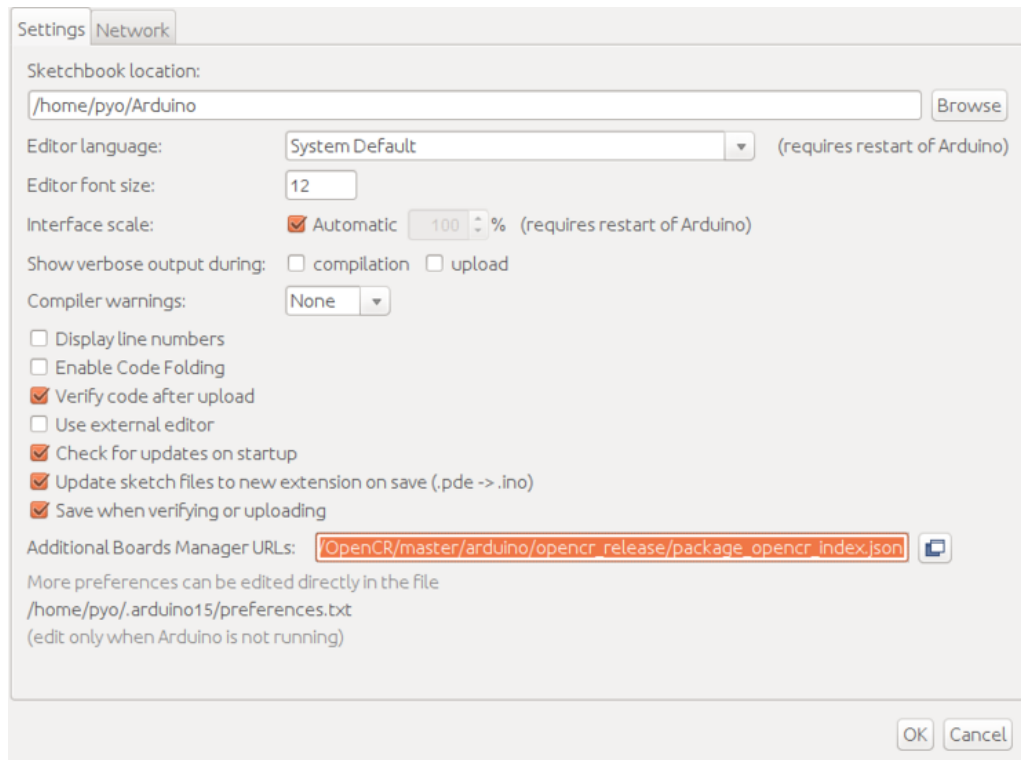 Settings Network
Sketchbook location:
/home/pyo/Arduino Browse
Editor language: System Default (requires restart of Arduino)
Editor font size: 12
Interface scale: Automatic 100 % (requires restart of Arduino)
Show verbose output during: compilation upload
Compiler warnings: None
Display line numbers
Enable Code Folding
Verify code after upload
Use external editor
Check for updates on startup
Update sketch files to new extension on save (.pde -> .ino)
Save when verifying or uploading
Additional Boards Manager URLs: /OpenCR/master/arduino/opencr_release/package_opencr_index.json
More preferences can be edited directly in the file
/home/pyo/.arduino15/preferences.txt
(edit only when Arduino is not running)
OK Cancel